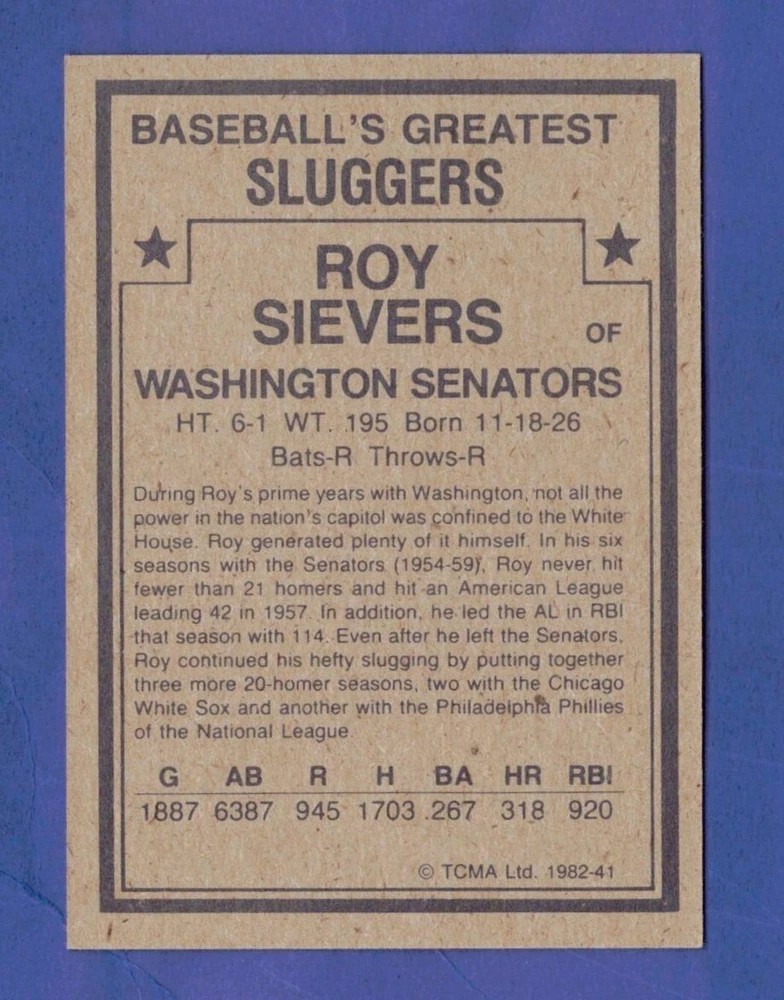 BASEBALL'S GREATEST
SLUGGERS
ROY
SIEVERS OF
WASHINGTON SENATORS
HT. 6-1 WT. 195 Born 11-18-26
Bats-R Throws-R
During Roy's prime years with Washington, not all the
power in the nation's capitol was confined to the White
House. Roy generated plenty of it himself. In his six
seasons with the Senators (1954-59), Roy never hit
fewer than 21 homers and hit an American League
leading 42 in 1957. In addition, he led the AL in RBI
that season with 114. Even after he left the Senators,
Roy continued his hefty slugging by putting together
three more 20-homer seasons, two with the Chicago
White Sox and another with the Philadelphia Phillies
of the National League.
G AB R H BA HR RBI
1887 6387 945 1703 .267 318 920
© TCMA Ltd. 1982-41